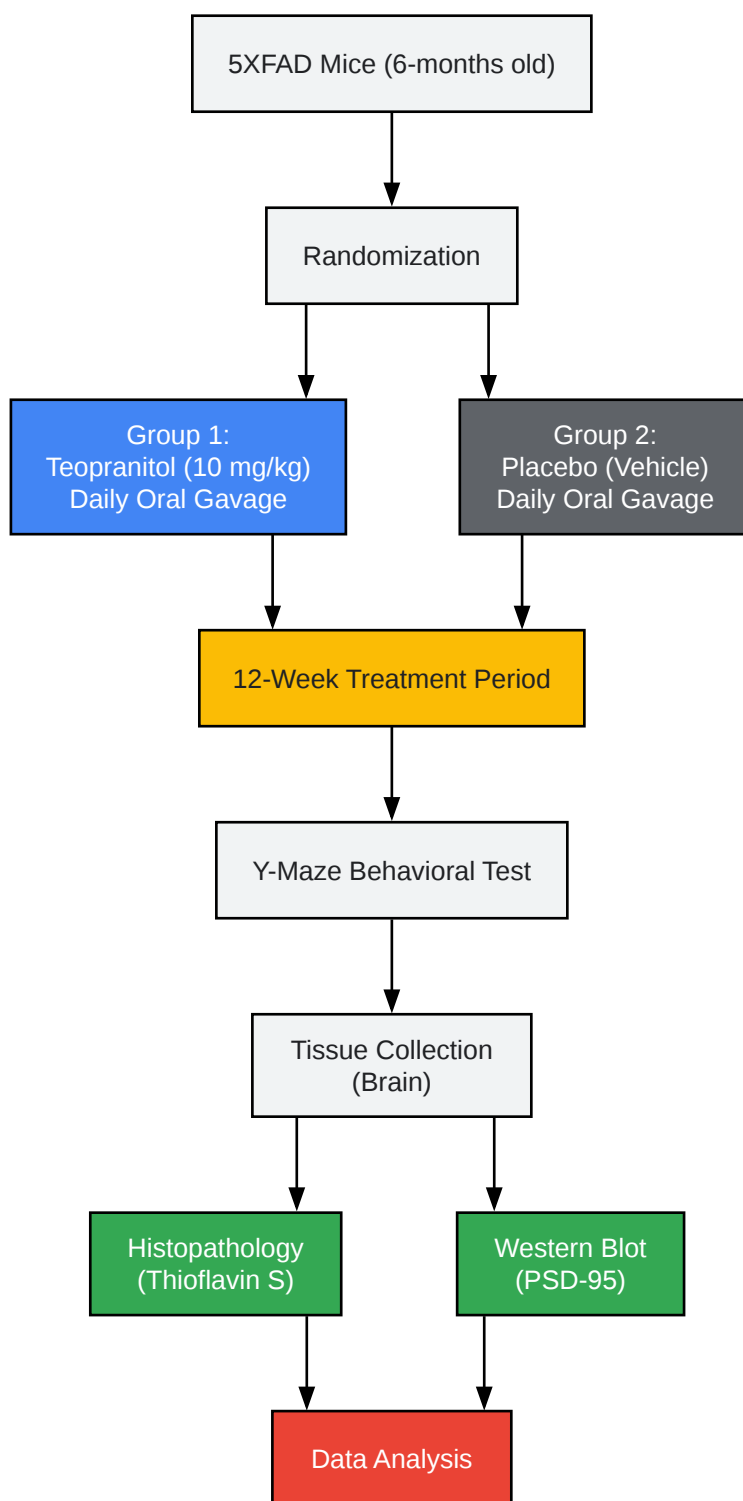 5XFAD Mice (6-months old)
Randomization
Group 1:
Teopranitol (10 mg/kg)
Daily Oral Gavage
Group 2:
Placebo (Vehicle)
Daily Oral Gavage
12-Week Treatment Period
Y-Maze Behavioral Test
Tissue Collection
(Brain)
Histopathology
(Thioflavin S)
Western Blot
(PSD-95)
Data Analysis